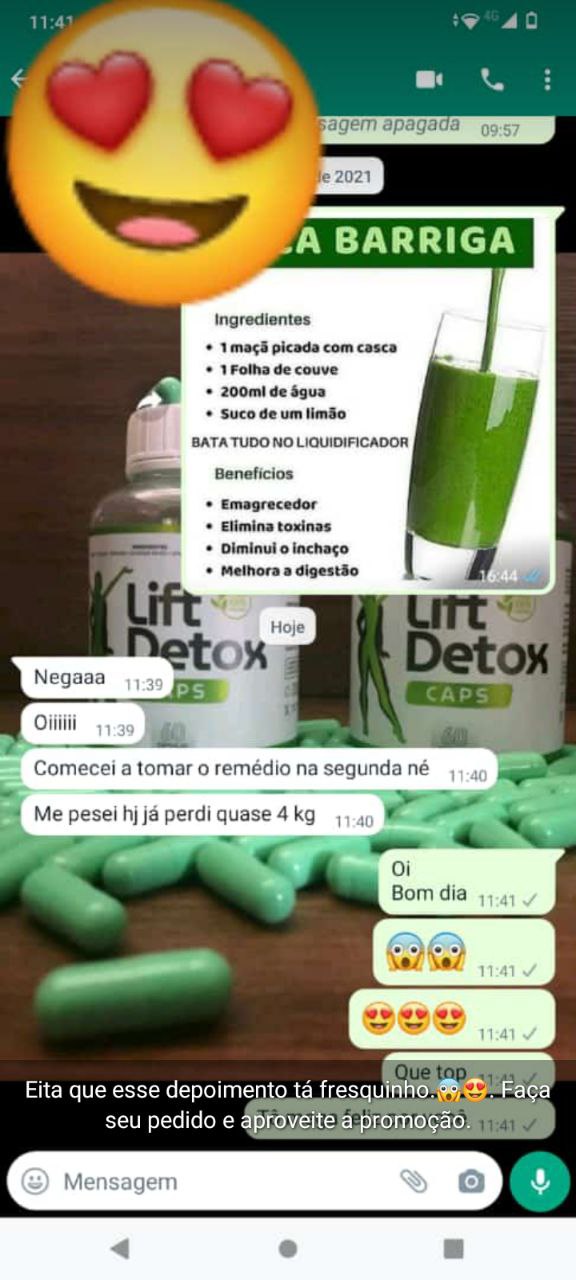 11:41
4G
sagem apagada 09:57
de 2021
CA BARRIGA
Ingredientes
• 1 maçã picada com casca
• 1 Folha de couve
• 200ml de água
• Suco de um limão
BATA TUDO NO LIQUIDIFICADOR
Benefícios
• Emagrecedor
• Elimina toxinas
• Diminui o inchaço
• Melhora a digestão
16:44
Lift Detox
CAPS
60
Lift Detox
CAPS
60
Hoje
Negaaa 11:39
Oiiiiii 11:39
Comecei a tomar o remédio na segunda né 11:40
Me pesei hj já perdi quase 4 kg 11:40
Oi
Bom dia 11:41
😱😱 11:41
😍😍😍 11:41
Que top 11:41
11:41
Eita que esse depoimento tá fresquinho.😱😍. Faça
seu pedido e aproveite a promoção.
Mensagem